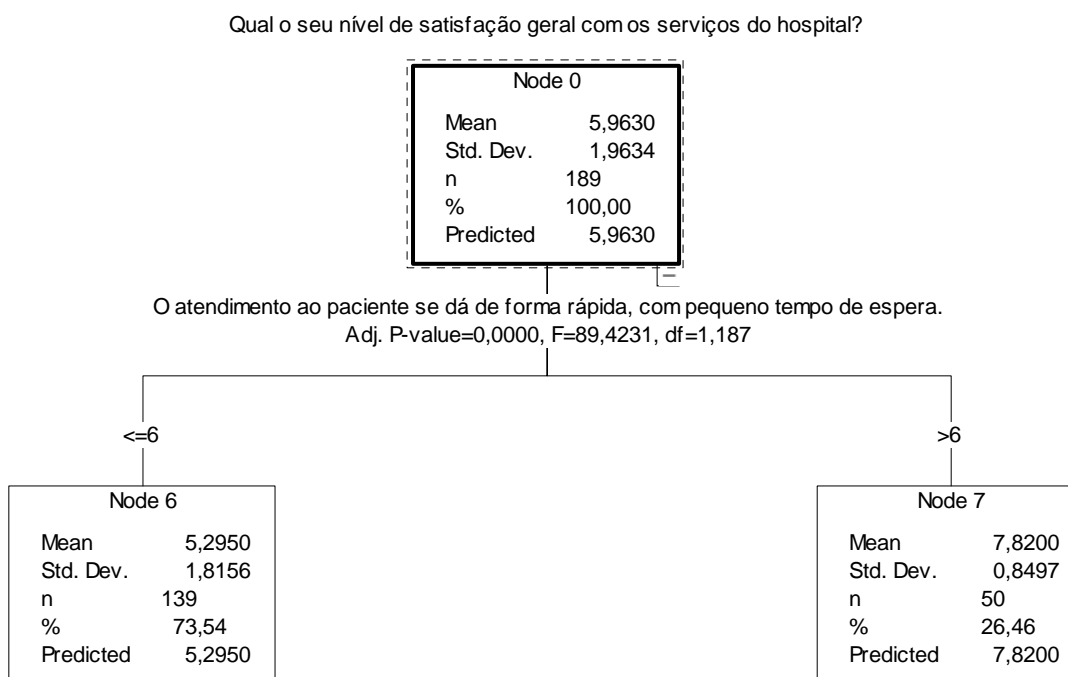 Qual o seu nível de satisfação geral com os serviços do hospital?
Node 0
Mean 5,9630
Std. Dev. 1,9634
n 189
% 100,00
Predicted 5,9630
O atendimento ao paciente se dá de forma rápida, com pequeno tempo de espera.
Adj. P-value=0,0000, F=89,4231, df=1,187
<=6
>6
Node 6
Mean 5,2950
Std. Dev. 1,8156
n 139
% 73,54
Predicted 5,2950
Node 7
Mean 7,8200
Std. Dev. 0,8497
n 50
% 26,46
Predicted 7,8200